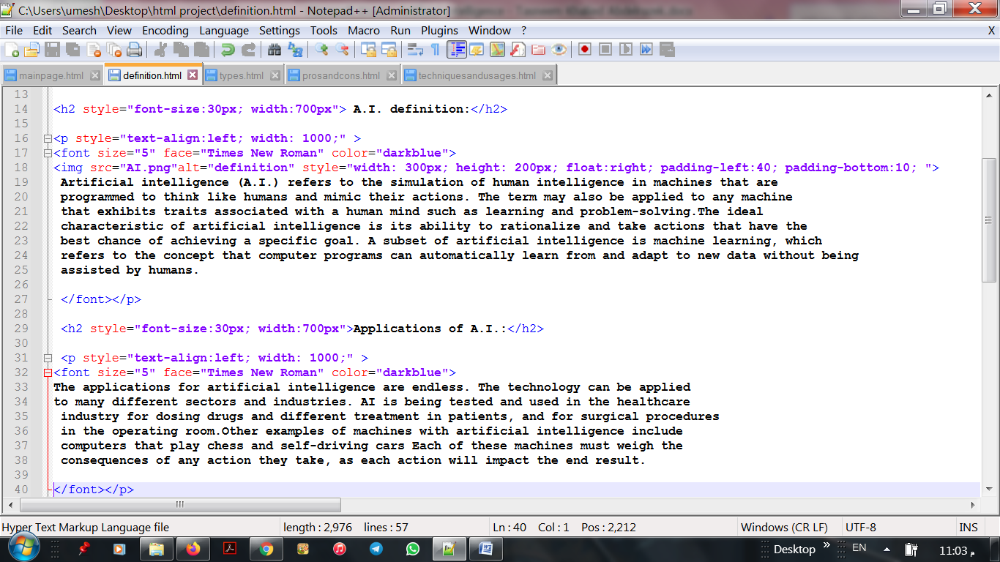 C:\Users\umesh\Desktop\html project\definition.html - Notepad++ [Administrator]
File Edit Search View Encoding Language Settings Tools Macro Run Plugins Window ? X
mainpage.html definition.html types.html prosandcons.html techniquesandusages.html
13
14 <h2 style="font-size:30px; width:700px"> A.I. definition:</h2>
15
16 <p style="text-align:left; width: 1000;" >
17 <font size="5" face="Times New Roman" color="darkblue">
18 <img src="AI.png"alt="definition" style="width: 300px; height: 200px; float:right; padding-left:40; padding-bottom:10; ">
19 Artificial intelligence (A.I.) refers to the simulation of human intelligence in machines that are
20 programmed to think like humans and mimic their actions. The term may also be applied to any machine
21 that exhibits traits associated with a human mind such as learning and problem-solving.The ideal
22 characteristic of artificial intelligence is its ability to rationalize and take actions that have the
23 best chance of achieving a specific goal. A subset of artificial intelligence is machine learning, which
24 refers to the concept that computer programs can automatically learn from and adapt to new data without being
25 assisted by humans.
26
27 </font></p>
28
29 <h2 style="font-size:30px; width:700px">Applications of A.I.:</h2>
30
31 <p style="text-align:left; width: 1000;" >
32 <font size="5" face="Times New Roman" color="darkblue">
33 The applications for artificial intelligence are endless. The technology can be applied
34 to many different sectors and industries. AI is being tested and used in the healthcare
35 industry for dosing drugs and different treatment in patients, and for surgical procedures
36 in the operating room.Other examples of machines with artificial intelligence include
37 computers that play chess and self-driving cars Each of these machines must weigh the
38 consequences of any action they take, as each action will impact the end result.
39
40 </font></p>
Hyper Text Markup Language file length : 2,976 lines : 57 Ln : 40 Col : 1 Pos : 2,212 Windows (CR LF) UTF-8 INS
Desktop » EN 11:03 م